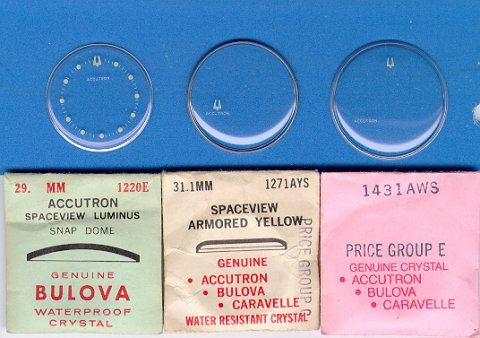 ACCUTRON
ACCUTRON
ACCUTRON
29. MM 1220E
ACCUTRON
SPACEVIEW LUMINUS
SNAP DOME
GENUINE
BULOVA
WATERPROOF
CRYSTAL
31.1MM 1271AYS
SPACEVIEW
ARMORED YELLOW
PRICE GROUP C
GENUINE
• ACCUTRON
• BULOVA
• CARAVELLE
WATER RESISTANT CRYSTAL
1431AWS
PRICE GROUP E
GENUINE CRYSTAL
• ACCUTRON
• BULOVA
• CARAVELLE